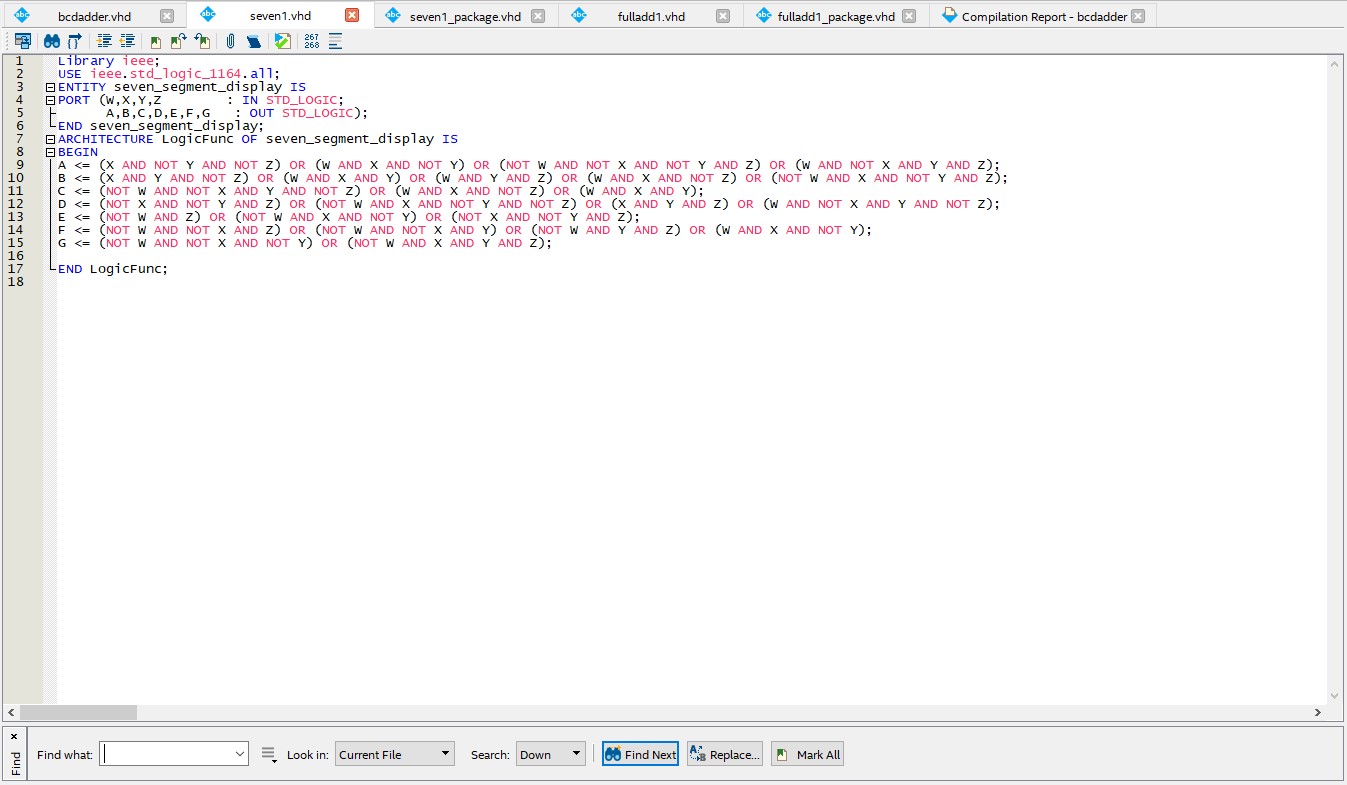 bcdadder.vhd seven1.vhd seven1_package.vhd fulladd1.vhd fulladd1_package.vhd Compilation Report - bcdadder
267
268
1 Library ieee;
2 USE ieee.std_logic_1164.all;
3 ENTITY seven_segment_display IS
4 PORT (W,X,Y,Z : IN STD_LOGIC;
5 A,B,C,D,E,F,G : OUT STD_LOGIC);
6 END seven_segment_display;
7 ARCHITECTURE LogicFunc OF seven_segment_display IS
8 BEGIN
9 A <= (X AND NOT Y AND NOT Z) OR (W AND X AND NOT Y) OR (NOT W AND NOT X AND NOT Y AND Z) OR (W AND NOT X AND Y AND Z);
10 B <= (X AND Y AND NOT Z) OR (W AND X AND Y) OR (W AND Y AND Z) OR (W AND X AND NOT Z) OR (NOT W AND X AND NOT Y AND Z);
11 C <= (NOT W AND NOT X AND Y AND NOT Z) OR (W AND X AND NOT Z) OR (W AND X AND Y);
12 D <= (NOT X AND NOT Y AND Z) OR (NOT W AND X AND NOT Y AND NOT Z) OR (X AND Y AND Z) OR (W AND NOT X AND Y AND NOT Z);
13 E <= (NOT W AND Z) OR (NOT W AND X AND NOT Y) OR (NOT X AND NOT Y AND Z);
14 F <= (NOT W AND NOT X AND Z) OR (NOT W AND NOT X AND Y) OR (NOT W AND Y AND Z) OR (W AND X AND NOT Y);
15 G <= (NOT W AND NOT X AND NOT Y) OR (NOT W AND X AND Y AND Z);
16
17 END LogicFunc;
18
Find
Find what: Look in: Current File Search: Down Find Next Replace... Mark All